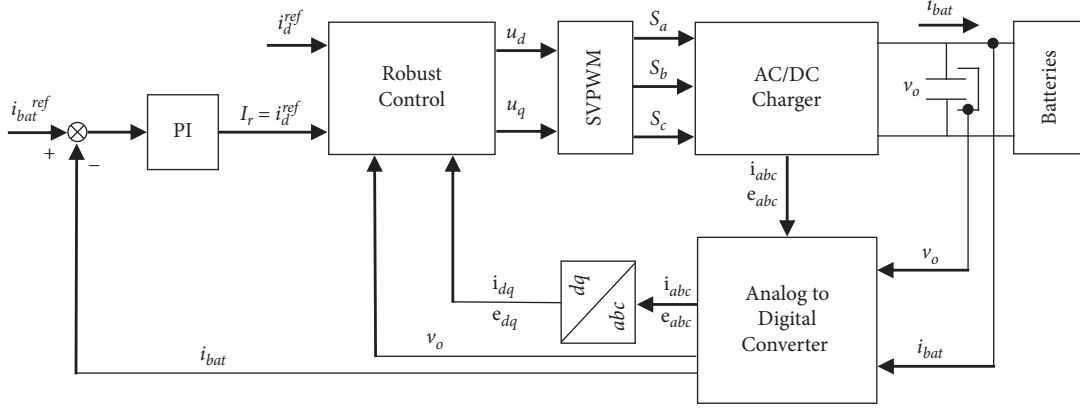 i_d^ref
i_bat^ref
+
−
PI
I_r = i_d^ref
Robust
Control
u_d
u_q
SVPWM
S_a
S_b
S_c
AC/DC
Charger
i_bat
v_o
Batteries
i_abc
e_abc
v_o
i_bat
Analog to
Digital
Converter
i_abc
e_abc
dq
abc
i_dq
e_dq
v_o
i_bat